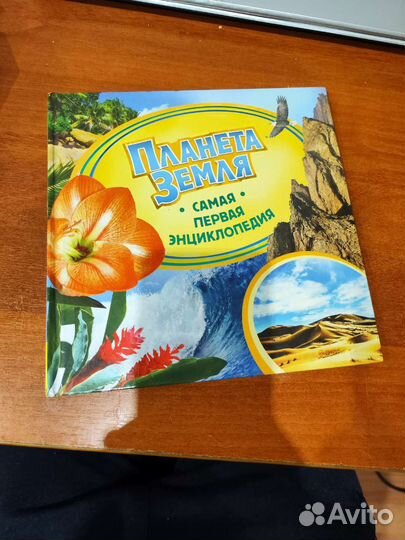 ПЛАНЕТА
ЗЕМЛЯ
• САМАЯ •
ПЕРВАЯ
ЭНЦИКЛОПЕДИЯ
Avito